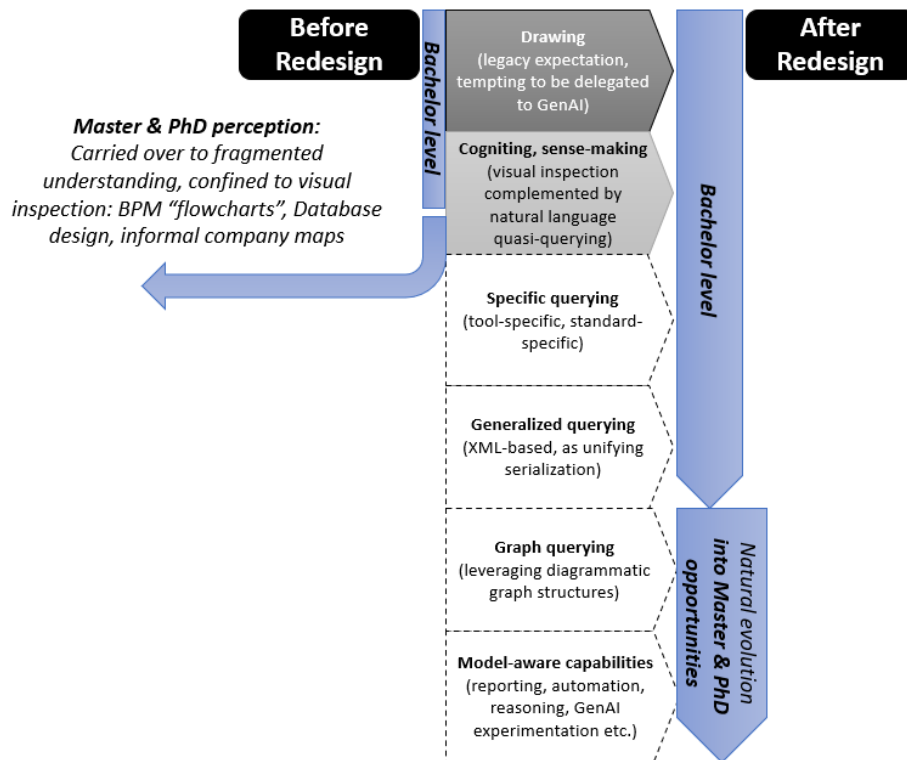 Before
Redesign
Bachelor level
Master & PhD perception:
Carried over to fragmented
understanding, confined to visual
inspection: BPM “flowcharts”, Database
design, informal company maps
Drawing
(legacy expectation,
tempting to be delegated
to GenAI)
Cogniting, sense-making
(visual inspection
complemented by
natural language
quasi-querying)
Specific querying
(tool-specific, standard-
specific)
Generalized querying
(XML-based, as unifying
serialization)
Graph querying
(leveraging diagrammatic
graph structures)
Model-aware capabilities
(reporting, automation,
reasoning, GenAI
experimentation etc.)
After
Redesign
Bachelor level
Natural evolution
into Master & PhD
opportunities